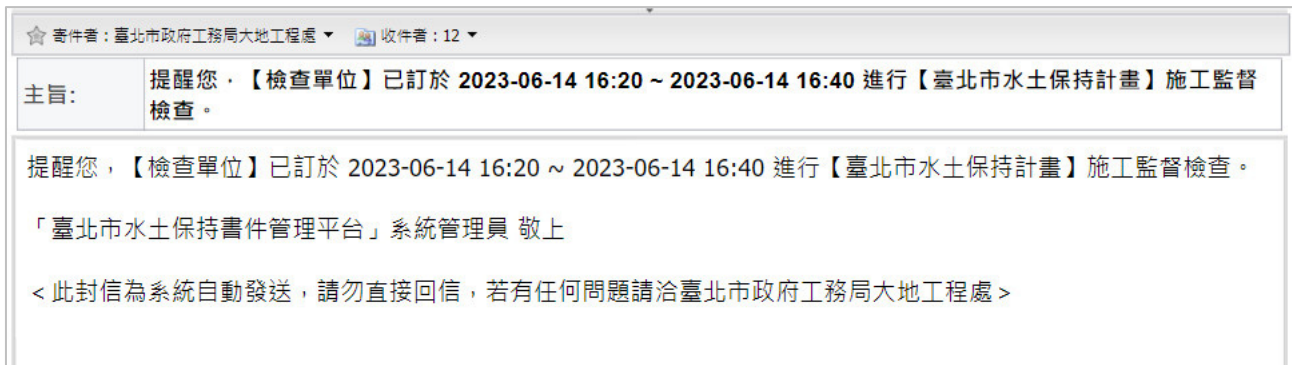 寄件者：臺北市政府工務局大地工程處 ▼ 收件者：12 ▼
主旨: 提醒您，【檢查單位】已訂於 2023-06-14 16:20 ~ 2023-06-14 16:40 進行【臺北市水土保持計畫】施工監督
檢查。
提醒您，【檢查單位】已訂於 2023-06-14 16:20 ~ 2023-06-14 16:40 進行【臺北市水土保持計畫】施工監督檢查。
「臺北市水土保持書件管理平台」系統管理員 敬上
< 此封信為系統自動發送，請勿直接回信，若有任何問題請洽臺北市政府工務局大地工程處 >